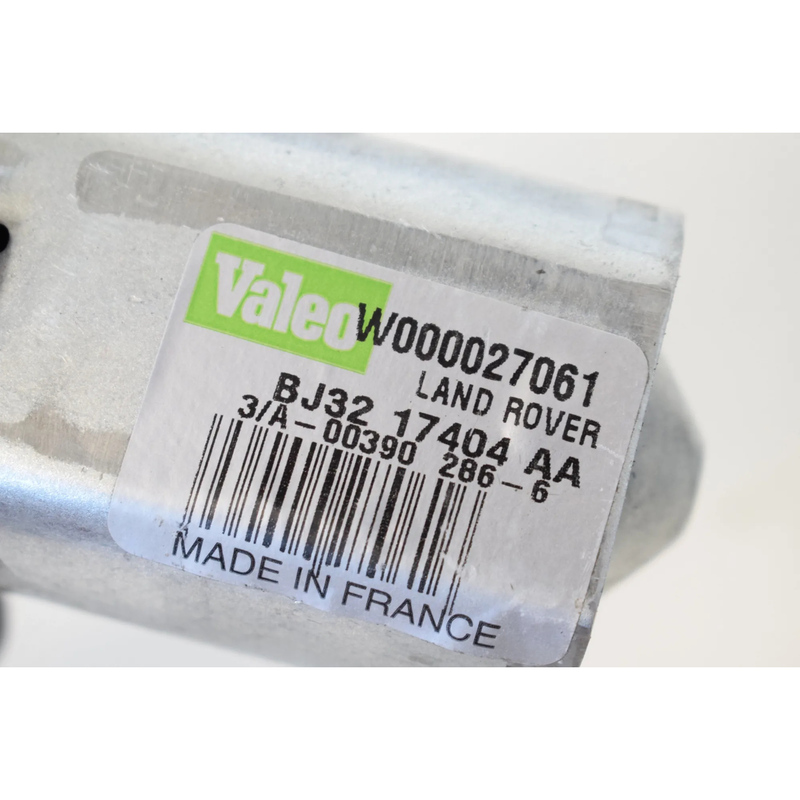 Valeo W000027061
LAND ROVER
BJ32 17404 AA
3/A-00390 286-6
MADE IN FRANCE